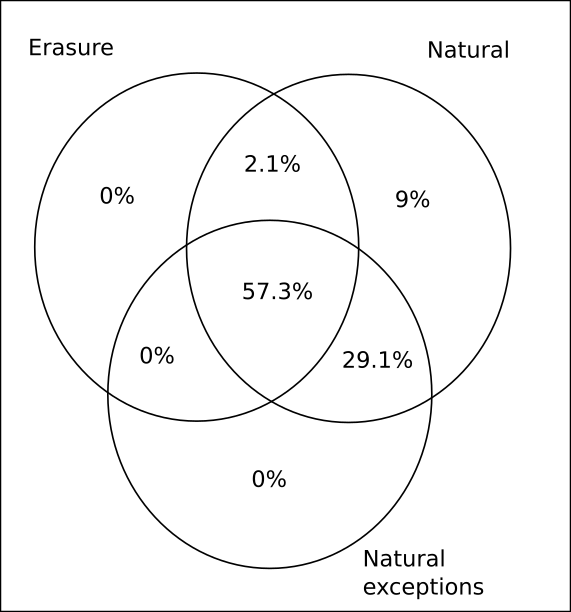 Erasure
Natural
2.1%
0%
9%
57.3%
0%
29.1%
0%
Natural
exceptions